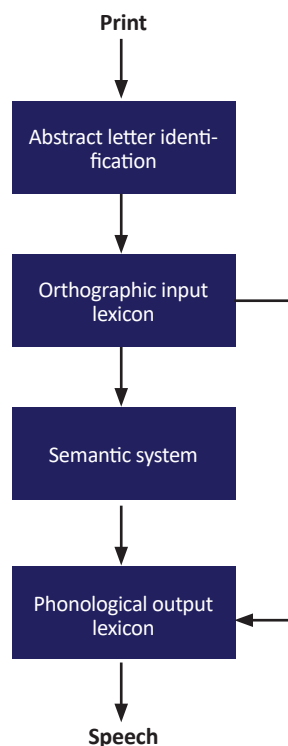 Print
Abstract letter identi-
fication
Orthographic input
lexicon
Semantic system
Phonological output
lexicon
Speech